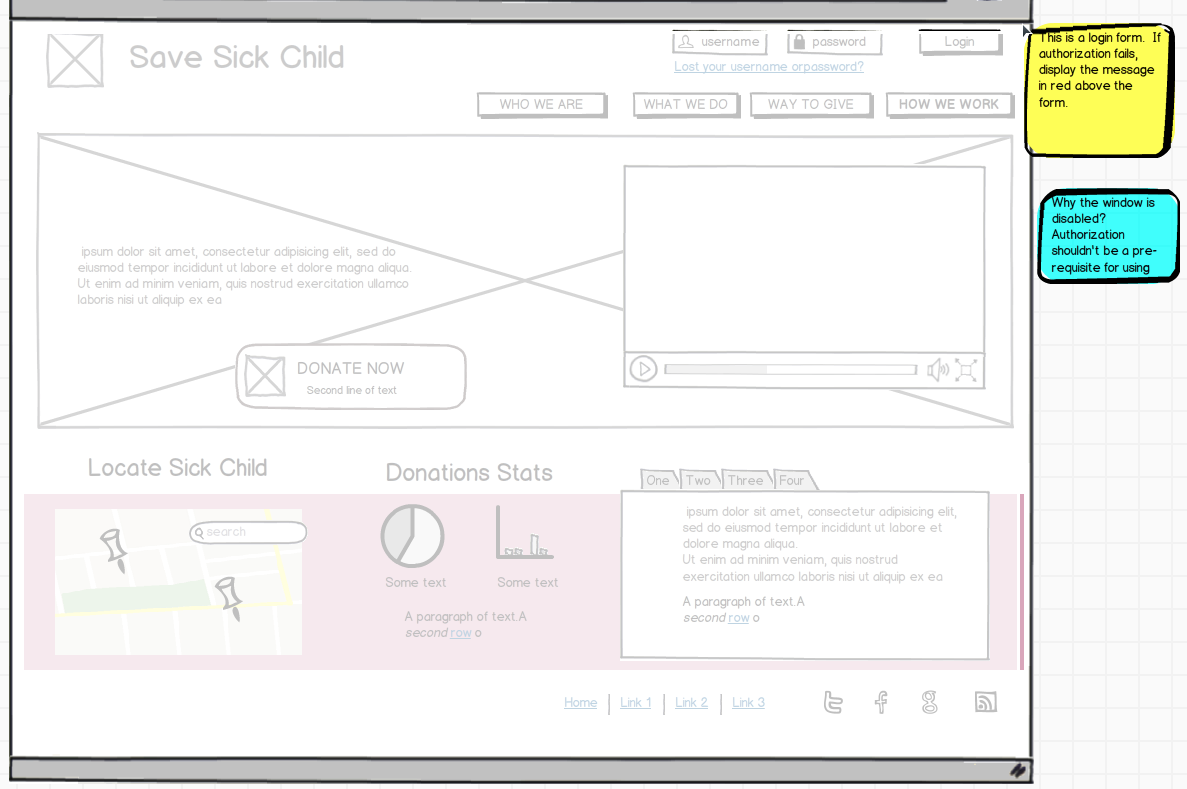 Save Sick Child
username
password
Login
Lost your username orpassword?
WHO WE ARE
WHAT WE DO
WAY TO GIVE
HOW WE WORK
This is a login form. If
authorization fails,
display the message
in red above the
form.
Why the window is
disabled?
Authorization
shouldn't be a pre-
requisite for using
ipsum dolor sit amet, consectetur adipisicing elit, sed do
eiusmod tempor incididunt ut labore et dolore magna aliqua.
Ut enim ad minim veniam, quis nostrud exercitation ullamco
laboris nisi ut aliquip ex ea
DONATE NOW
Second line of text
Locate Sick Child
search
Donations Stats
Some text
Some text
A paragraph of text.A
second row o
One
Two
Three
Four
ipsum dolor sit amet, consectetur adipisicing elit,
sed do eiusmod tempor incididunt ut labore et
dolore magna aliqua.
Ut enim ad minim veniam, quis nostrud
exercitation ullamco laboris nisi ut aliquip ex ea
A paragraph of text.A
second row o
Home
Link 1
Link 2
Link 3